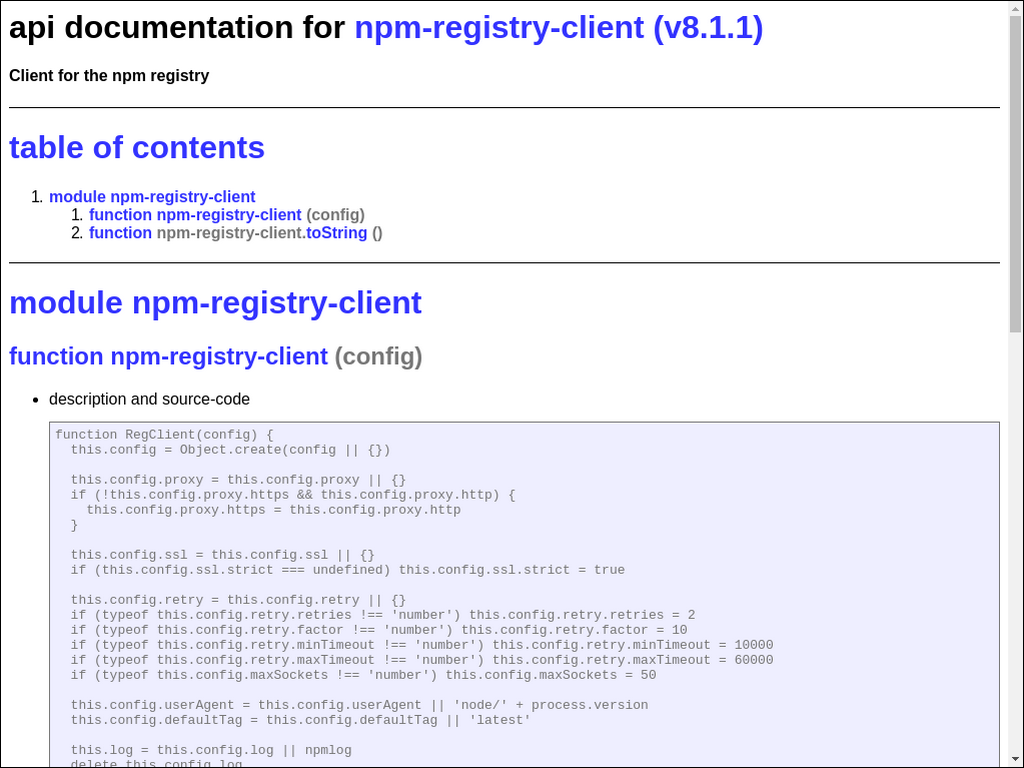 api documentation for npm-registry-client (v8.1.1)
Client for the npm registry
table of contents
1. module npm-registry-client
1. function npm-registry-client (config)
2. function npm-registry-client.toString ()
module npm-registry-client
function npm-registry-client (config)
• description and source-code
function RegClient(config) {
  this.config = Object.create(config || {})
  this.config.proxy = this.config.proxy || {}
  if (!this.config.proxy.https && this.config.proxy.http) {
    this.config.proxy.https = this.config.proxy.http
  }
  this.config.ssl = this.config.ssl || {}
  if (this.config.ssl.strict === undefined) this.config.ssl.strict = true
  this.config.retry = this.config.retry || {}
  if (typeof this.config.retry.retries !== 'number') this.config.retry.retries = 2
  if (typeof this.config.retry.factor !== 'number') this.config.retry.factor = 10
  if (typeof this.config.retry.minTimeout !== 'number') this.config.retry.minTimeout = 10000
  if (typeof this.config.retry.maxTimeout !== 'number') this.config.retry.maxTimeout = 60000
  if (typeof this.config.maxSockets !== 'number') this.config.maxSockets = 50
  this.config.userAgent = this.config.userAgent || 'node/' + process.version
  this.config.defaultTag = this.config.defaultTag || 'latest'
  this.log = this.config.log || npmlog
  delete this.config.log